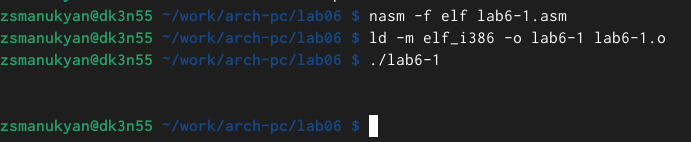 zsmanukyan@dk3n55 ~/work/arch-pc/lab06 $ nasm -f elf lab6-1.asm
zsmanukyan@dk3n55 ~/work/arch-pc/lab06 $ ld -m elf_i386 -o lab6-1 lab6-1.o
zsmanukyan@dk3n55 ~/work/arch-pc/lab06 $ ./lab6-1
zsmanukyan@dk3n55 ~/work/arch-pc/lab06 $